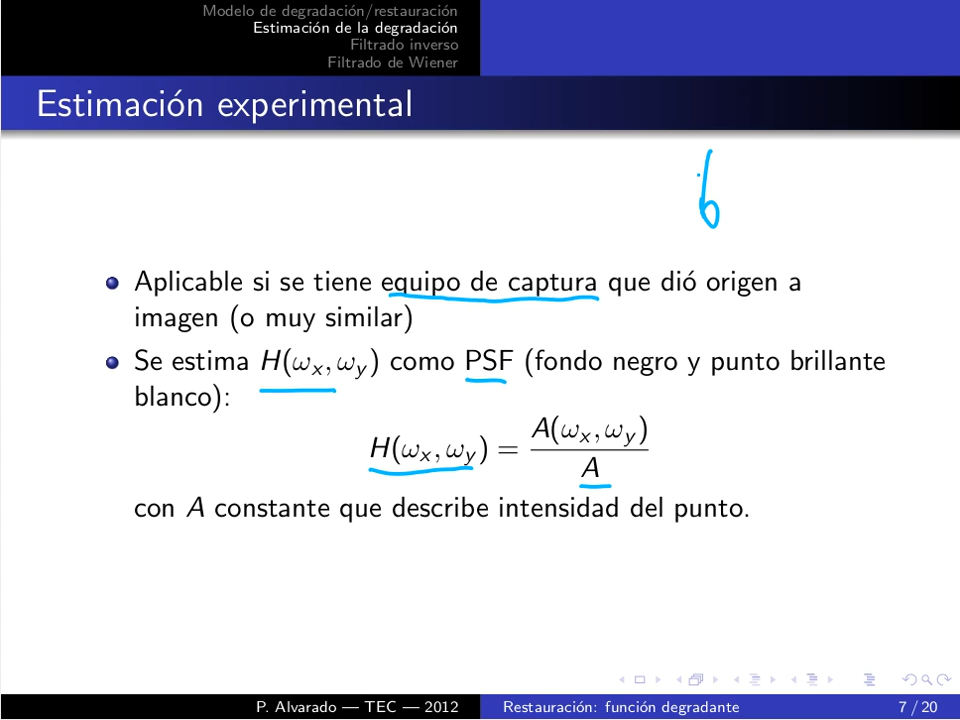 Modelo de degradación/restauración
Estimación de la degradación
Filtrado inverso
Filtrado de Wiener
Estimación experimental
Aplicable si se tiene equipo de captura que dió origen a
imagen (o muy similar)
Se estima H(ωx, ωy) como PSF (fondo negro y punto brillante
blanco):
H(ωx, ωy) = A(ωx, ωy) / A
con A constante que describe intensidad del punto.
P. Alvarado — TEC — 2012 Restauración: función degradante 7 / 20